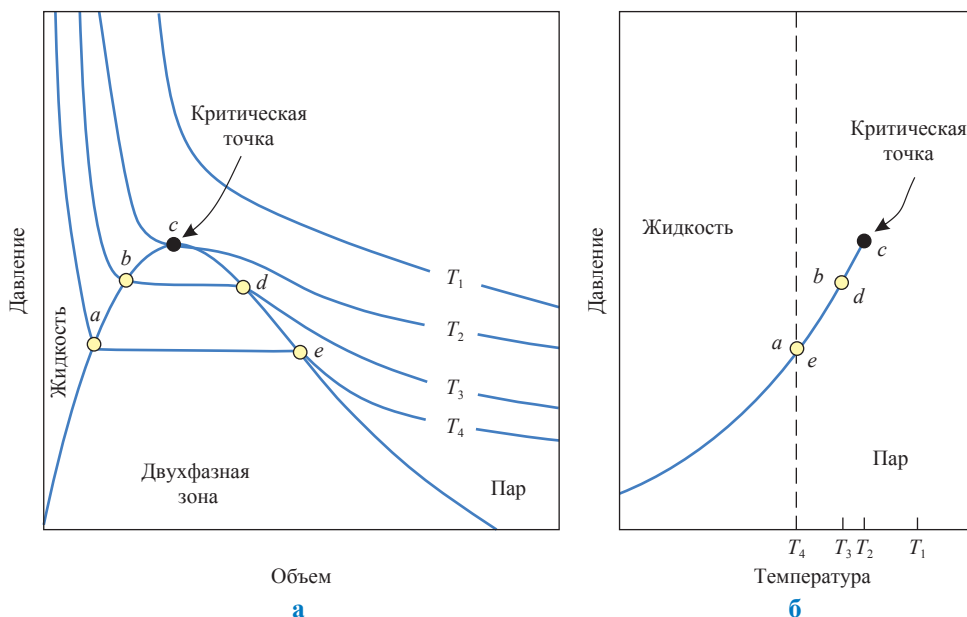 Давление
Жидкость
Критическая
точка
a
b
c
d
e
T1
T2
T3
T4
Двухфазная
зона
Пар
Объем
а
Давление
Жидкость
Критическая
точка
c
b
d
a
e
Пар
T4
T3
T2
T1
Температура
б